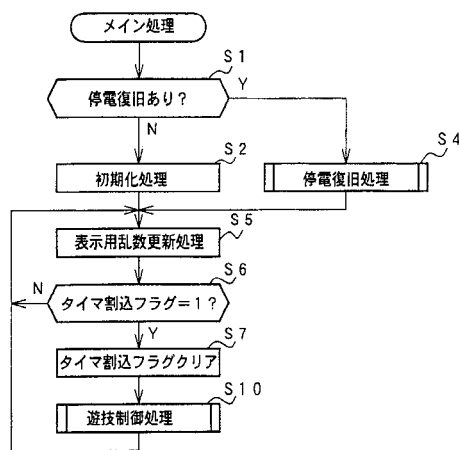 メイン処理
S1
停電復旧あり?
Y
N
S2
S4
初期化処理
停電復旧処理
S5
表示用乱数更新処理
S6
N
タイマ割込フラグ=1?
Y
S7
タイマ割込フラグクリア
S10
遊技制御処理